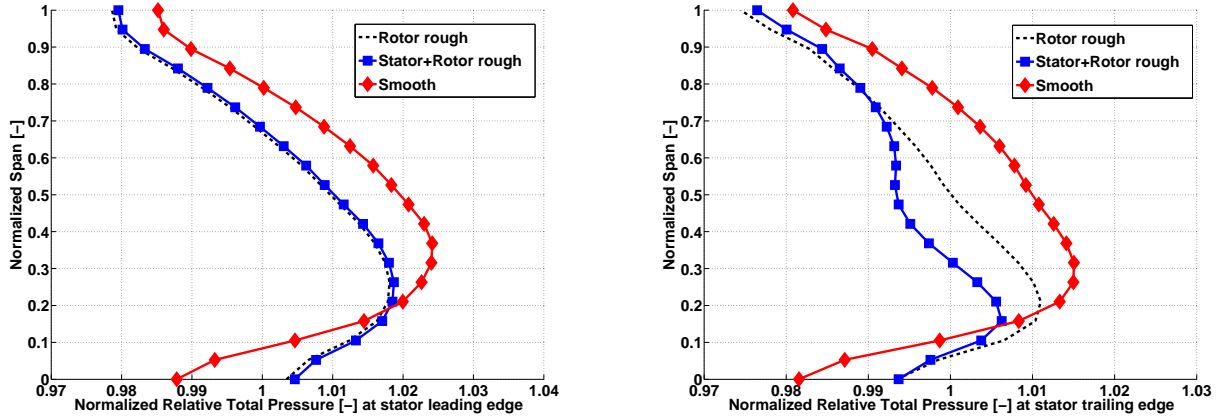 1
0.9
0.8
0.7
0.6
0.5
0.4
0.3
0.2
0.1
0
Normalized Span [−]
0.97 0.98 0.99 1 1.01 1.02 1.03 1.04
Normalized Relative Total Pressure [−] at stator leading edge
Rotor rough
Stator+Rotor rough
Smooth
1
0.9
0.8
0.7
0.6
0.5
0.4
0.3
0.2
0.1
0
Normalized Span [−]
0.97 0.98 0.99 1 1.01 1.02 1.03
Normalized Relative Total Pressure [−] at stator trailing edge
Rotor rough
Stator+Rotor rough
Smooth